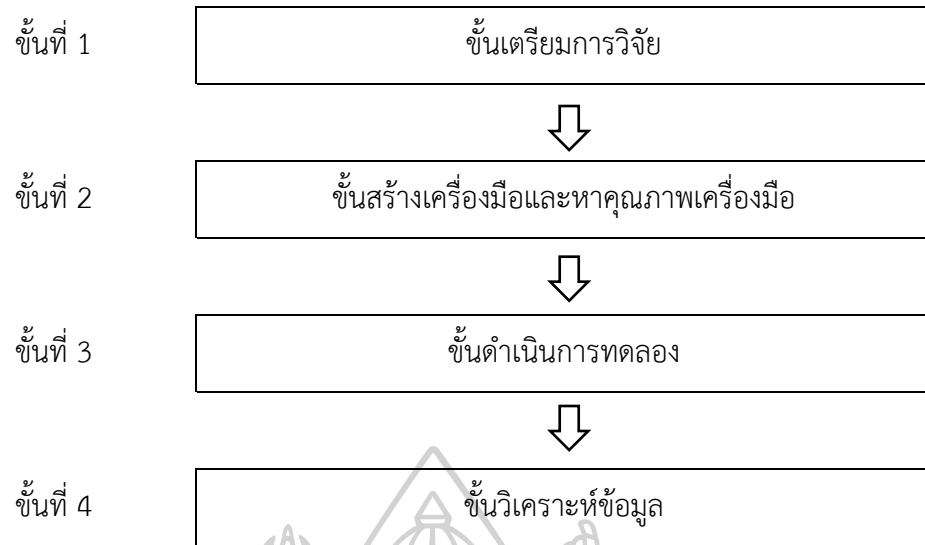 ขั้นที่ 1 ขั้นเตรียมการวิจัย
ขั้นที่ 2 ขั้นสร้างเครื่องมือและหาคุณภาพเครื่องมือ
ขั้นที่ 3 ขั้นดำเนินการทดลอง
ขั้นที่ 4 ขั้นวิเคราะห์ข้อมูล